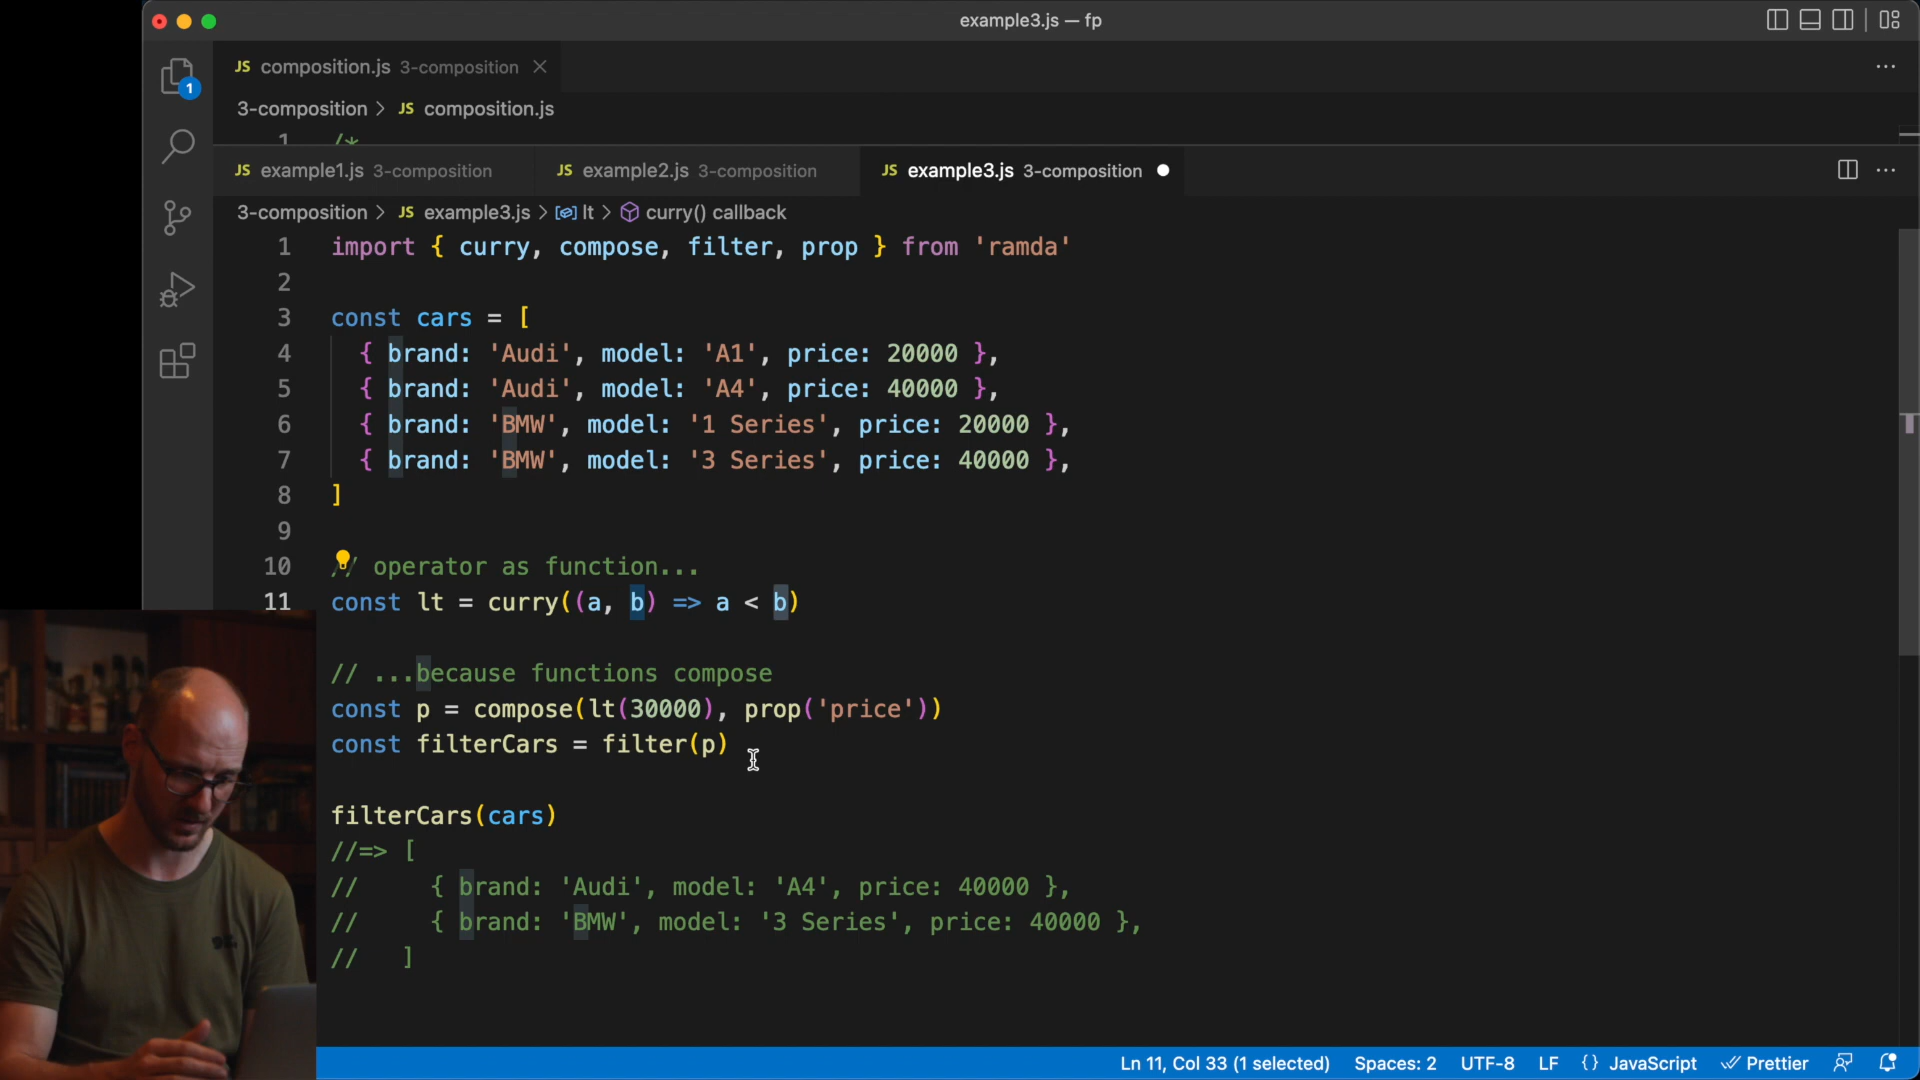 example3.js — fp
JS composition.js 3-composition
3-composition > JS composition.js
1 /*
JS example1.js 3-composition JS example2.js 3-composition JS example3.js 3-composition
3-composition > JS example3.js > lt > curry() callback
1 import { curry, compose, filter, prop } from 'ramda'
2
3 const cars = [
4 { brand: 'Audi', model: 'A1', price: 20000 },
5 { brand: 'Audi', model: 'A4', price: 40000 },
6 { brand: 'BMW', model: '1 Series', price: 20000 },
7 { brand: 'BMW', model: '3 Series', price: 40000 },
8 ]
9
10 // operator as function...
11 const lt = curry((a, b) => a < b)
// ...because functions compose
const p = compose(lt(30000), prop('price'))
const filterCars = filter(p)
filterCars(cars)
//=> [
// { brand: 'Audi', model: 'A4', price: 40000 },
// { brand: 'BMW', model: '3 Series', price: 40000 },
// ]
Ln 11, Col 33 (1 selected) Spaces: 2 UTF-8 LF {} JavaScript Prettier